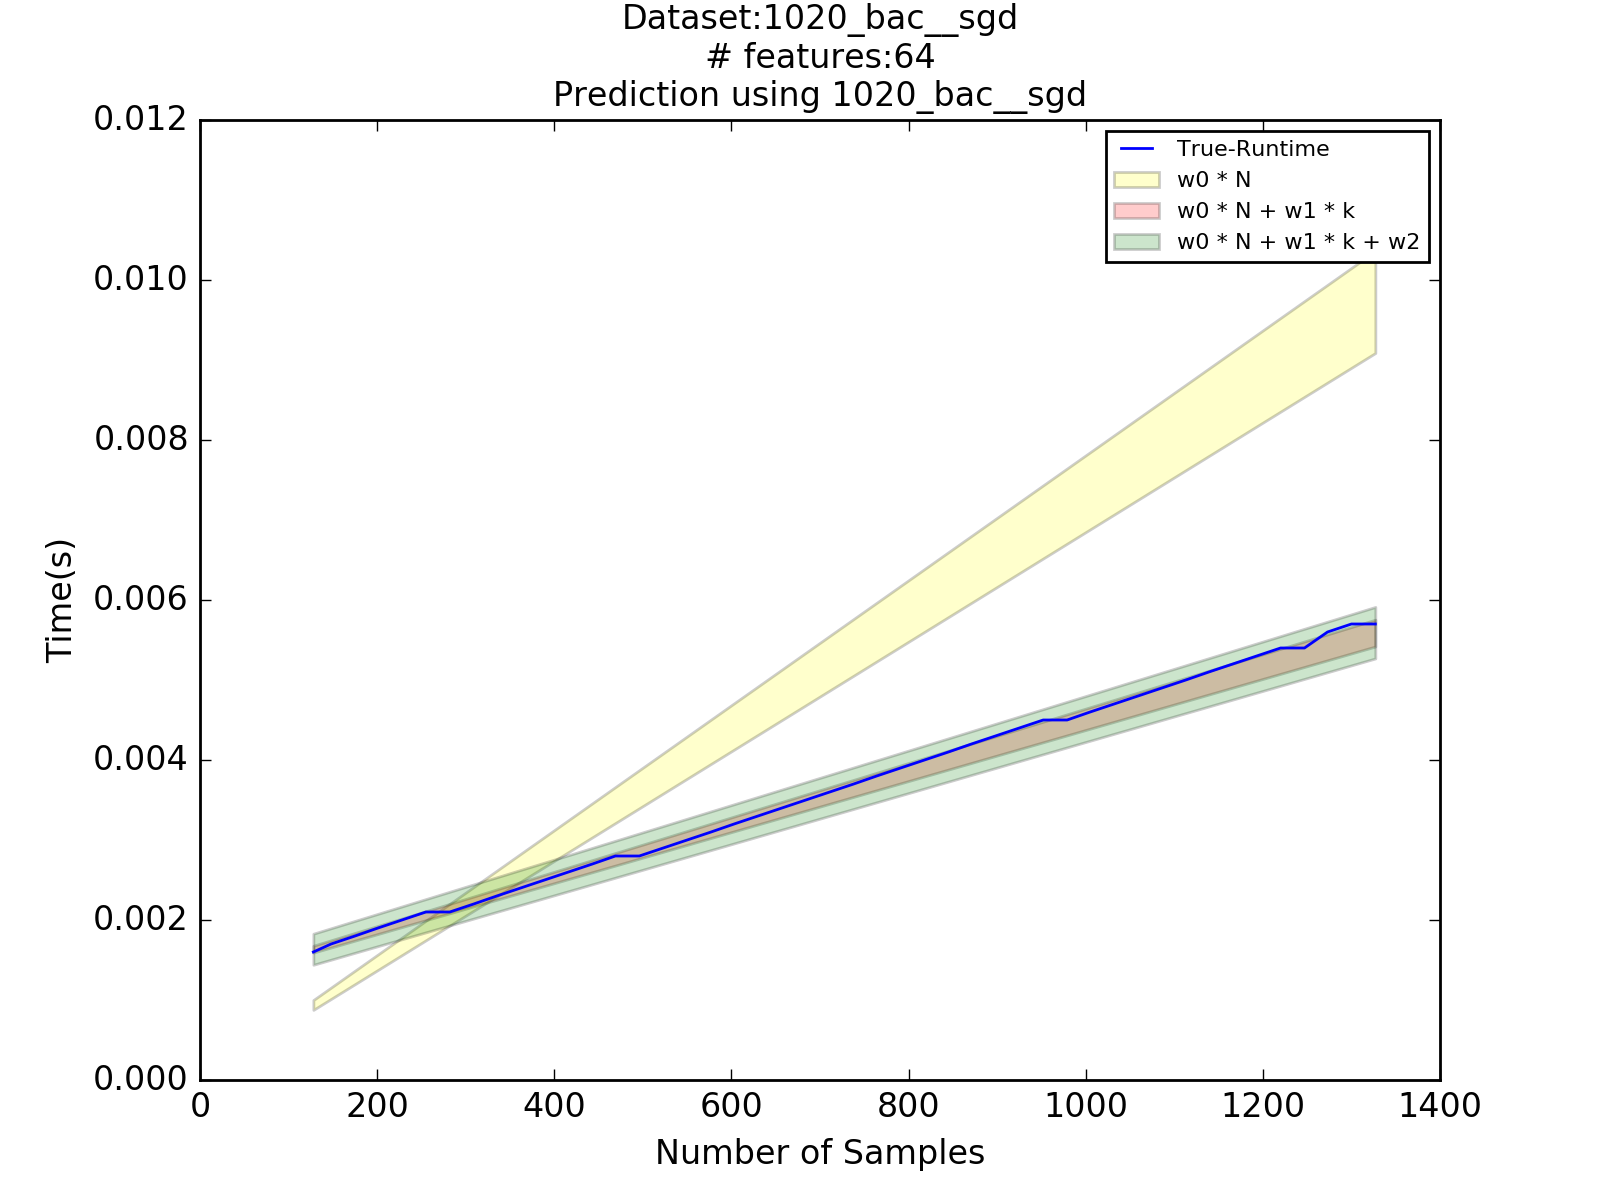 Dataset:1020_bac__sgd
# features:64
Prediction using 1020_bac__sgd
0.012
0.010
0.008
0.006
0.004
0.002
0.000
Time(s)
True-Runtime
w0 * N
w0 * N + w1 * k
w0 * N + w1 * k + w2
0 200 400 600 800 1000 1200 1400
Number of Samples